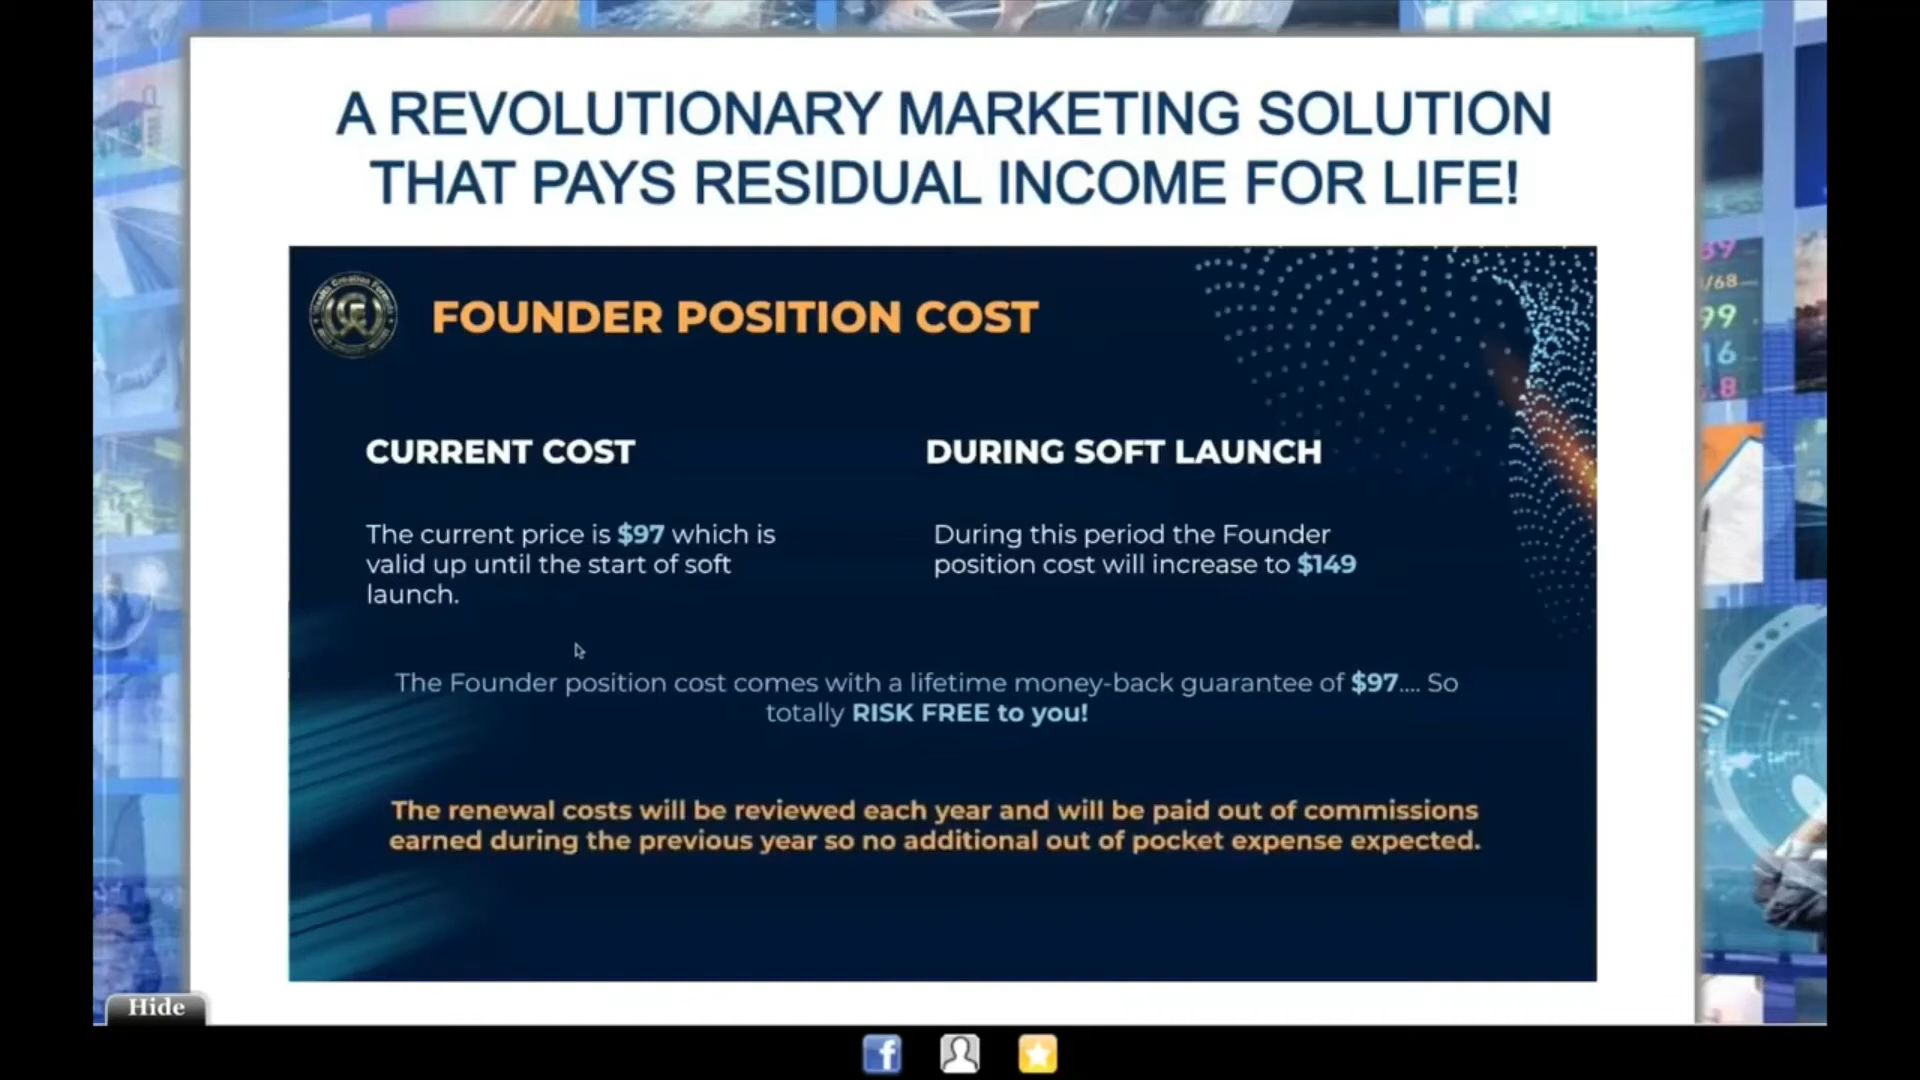 A REVOLUTIONARY MARKETING SOLUTION
THAT PAYS RESIDUAL INCOME FOR LIFE!
FOUNDER POSITION COST
CURRENT COST
The current price is $97 which is
valid up until the start of soft
launch.
DURING SOFT LAUNCH
During this period the Founder
position cost will increase to $149
The Founder position cost comes with a lifetime money-back guarantee of $97.... So
totally RISK FREE to you!
The renewal costs will be reviewed each year and will be paid out of commissions
earned during the previous year so no additional out of pocket expense expected.
99
16
Hide